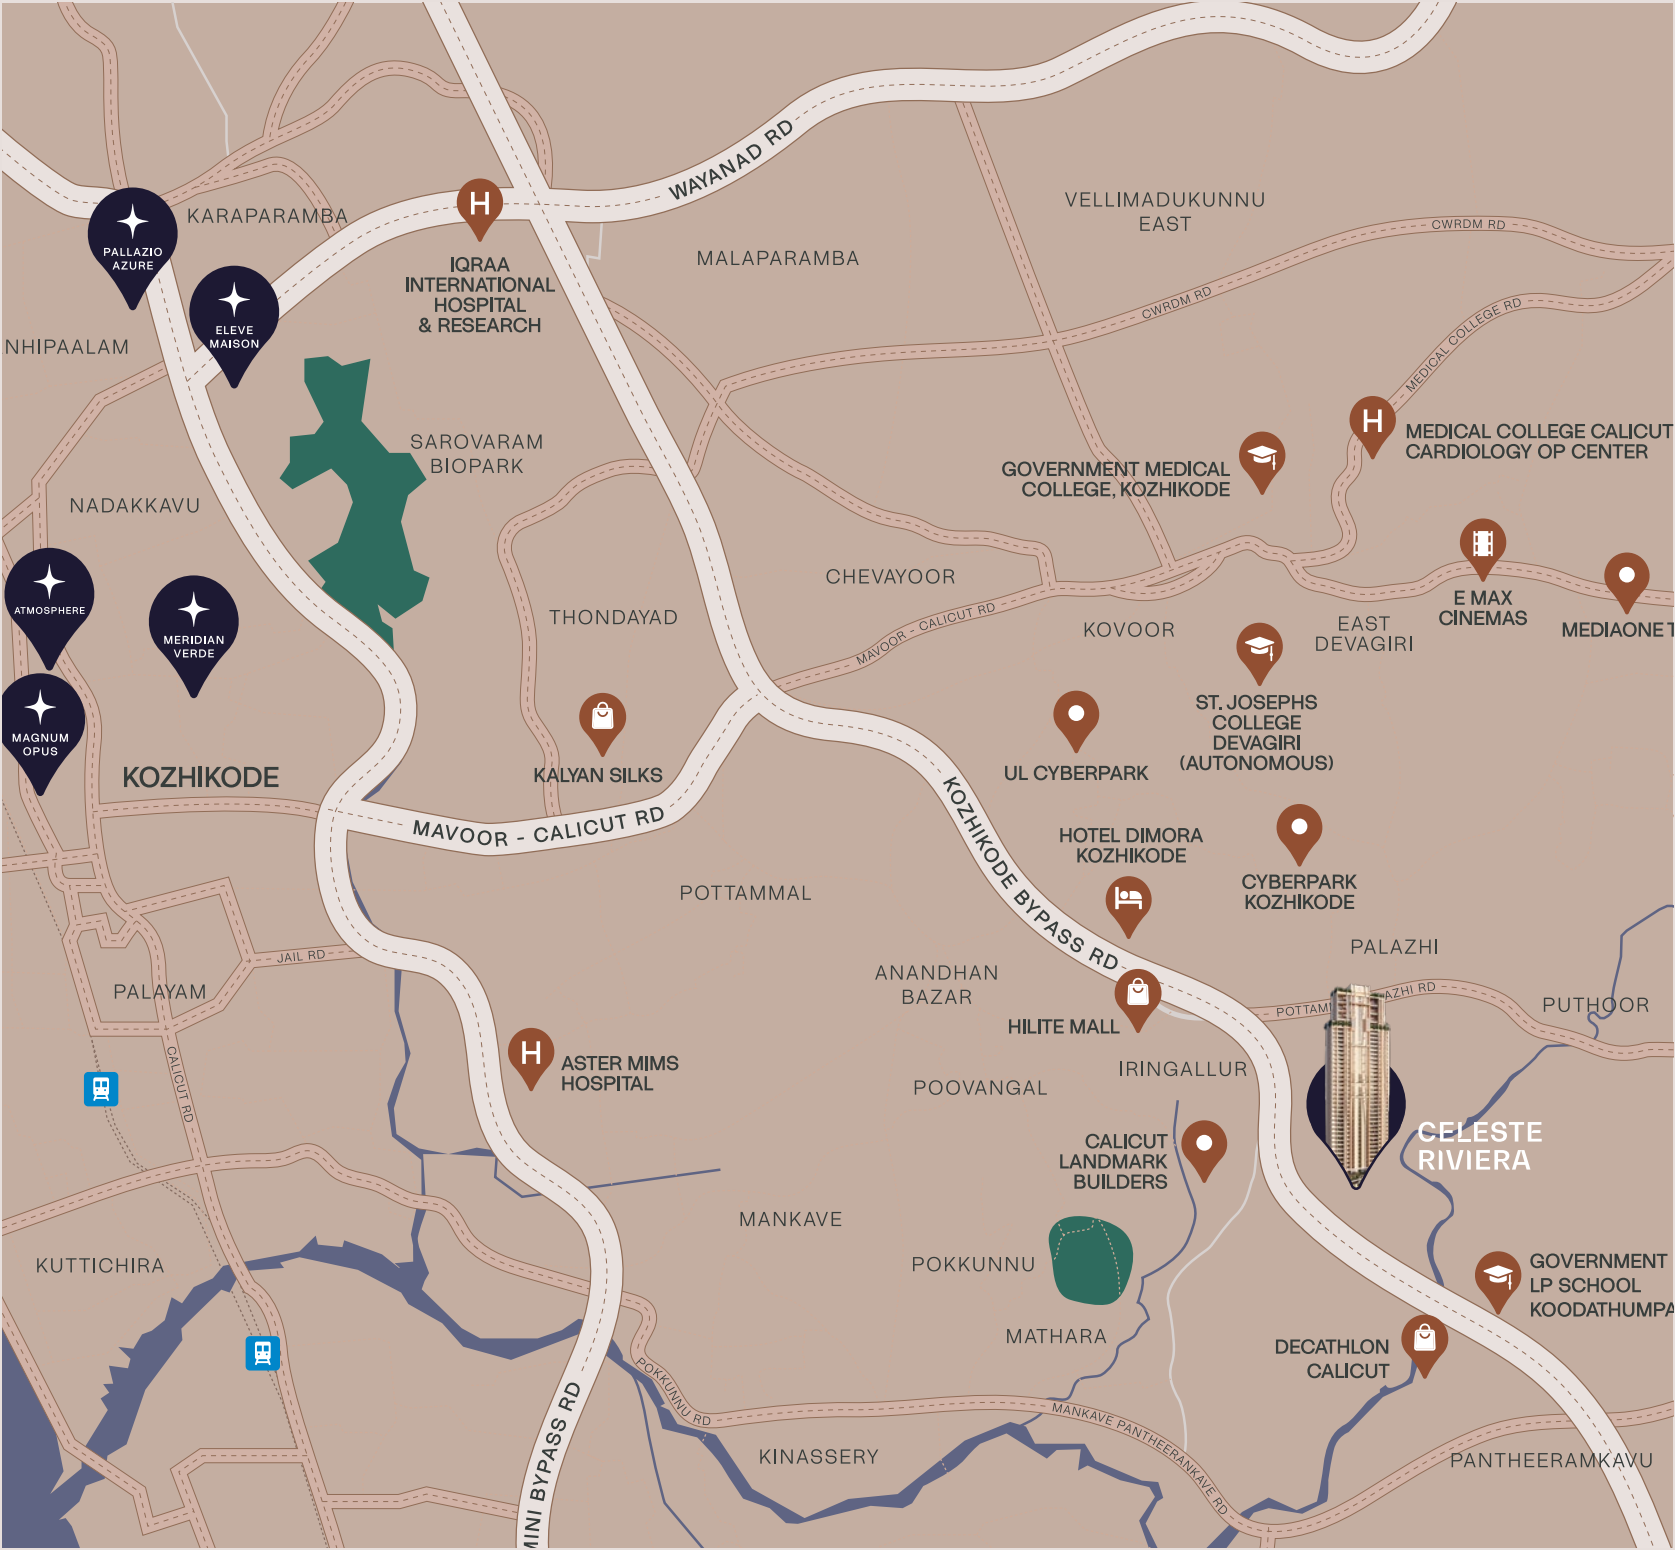 WAYANAD RD
VELLIMADUKUNNU
EAST
KARAPARAMBA
CWRDM RD
PALLAZIO
AZURE
MALAPARAMBA
IQRAA
INTERNATIONAL
HOSPITAL
& RESEARCH
CWRDM RD
MEDICAL COLLEGE RD
ELEVE
MAISON
NHIPAALAM
SAROVARAM
BIOPARK
H
H
MEDICAL COLLEGE CALICUT
CARDIOLOGY OP CENTER
GOVERNMENT MEDICAL
COLLEGE, KOZHIKODE
NADAKKAVU
CHEVAYOOR
ATMOSPHERE
E MAX
CINEMAS
MEDIAONE T
THONDAYAD
MAVOOR - CALICUT RD
KOVOOR
EAST
DEVAGIRI
MERIDIAN
VERDE
ST. JOSEPHS
COLLEGE
DEVAGIRI
(AUTONOMOUS)
MAGNUM
OPUS
KOZHIKODE
KALYAN SILKS
UL CYBERPARK
MAVOOR - CALICUT RD
KOZHIKODE BYPASS RD
HOTEL DIMORA
KOZHIKODE
CYBERPARK
KOZHIKODE
POTTAMMAL
PALAZHI
JAIL RD
PALAYAM
ANANDHAN
BAZAR
POTTAM
AZHI RD
PUTHOOR
HILITE MALL
H
ASTER MIMS
HOSPITAL
IRINGALLUR
POOVANGAL
CALICUT RD
CELESTE
RIVIERA
CALICUT
LANDMARK
BUILDERS
MANKAVE
KUTTICHIRA
POKKUNNU
GOVERNMENT
LP SCHOOL
KOODATHUMPA
MATHARA
DECATHLON
CALICUT
POKKUNNU RD
MANKAVE PANTHEERANKAVE RD
MINI BYPASS RD
KINASSERY
PANTHEERAMKAVU